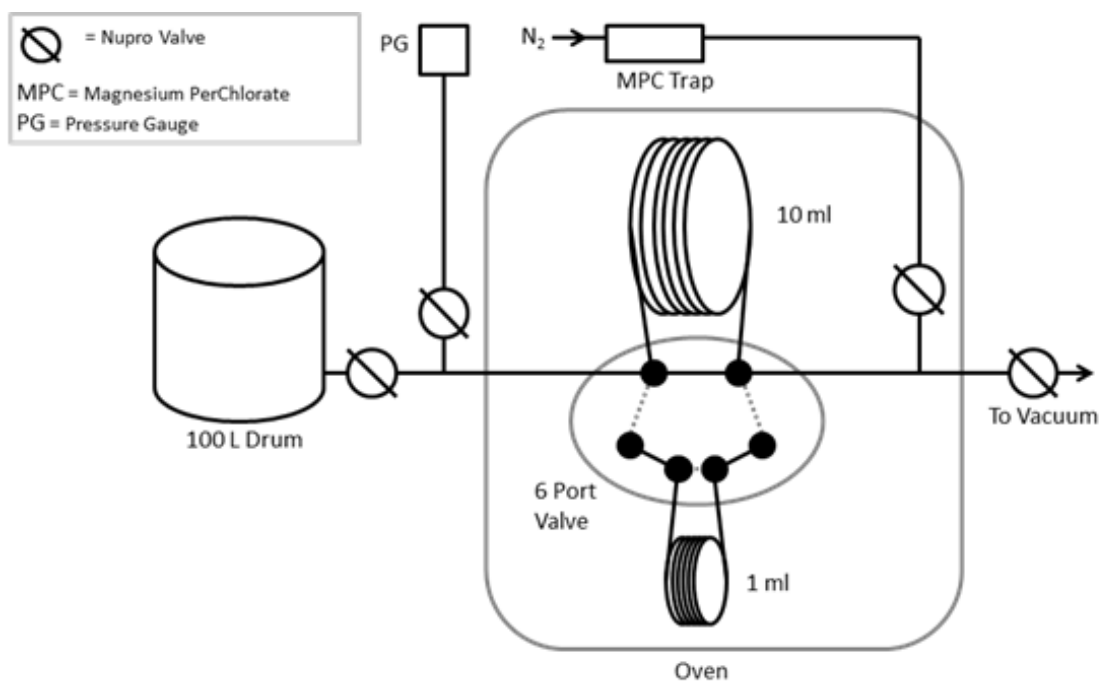 = Nupro Valve
MPC = Magnesium PerChlorate
PG = Pressure Gauge
PG
N₂
MPC Trap
10 ml
100 L Drum
To Vacuum
6 Port
Valve
1 ml
Oven